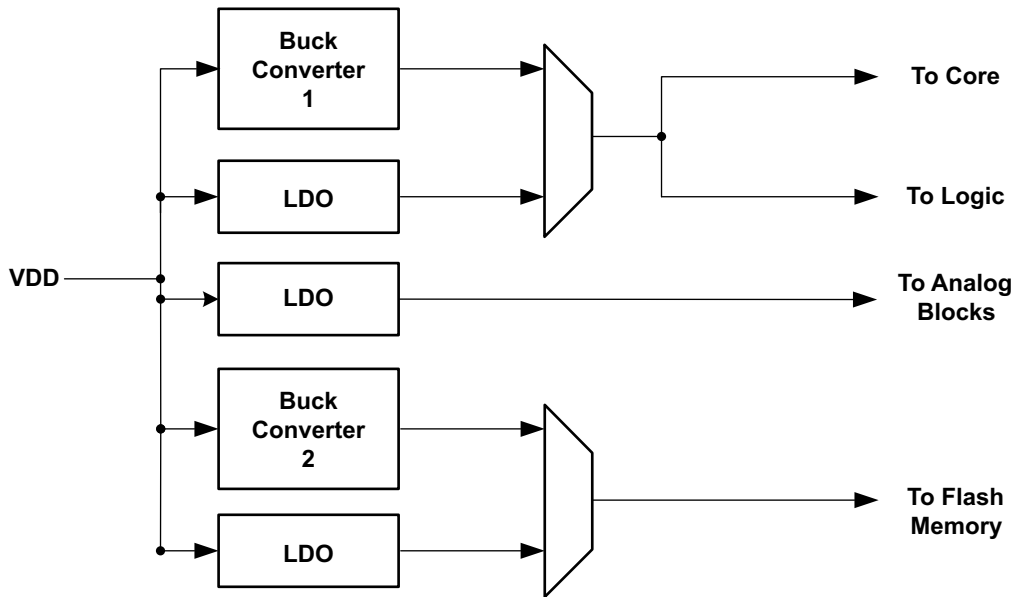 Buck
Converter
1
To Core
LDO
To Logic
VDD
LDO
To Analog
Blocks
Buck
Converter
2
To Flash
Memory
LDO